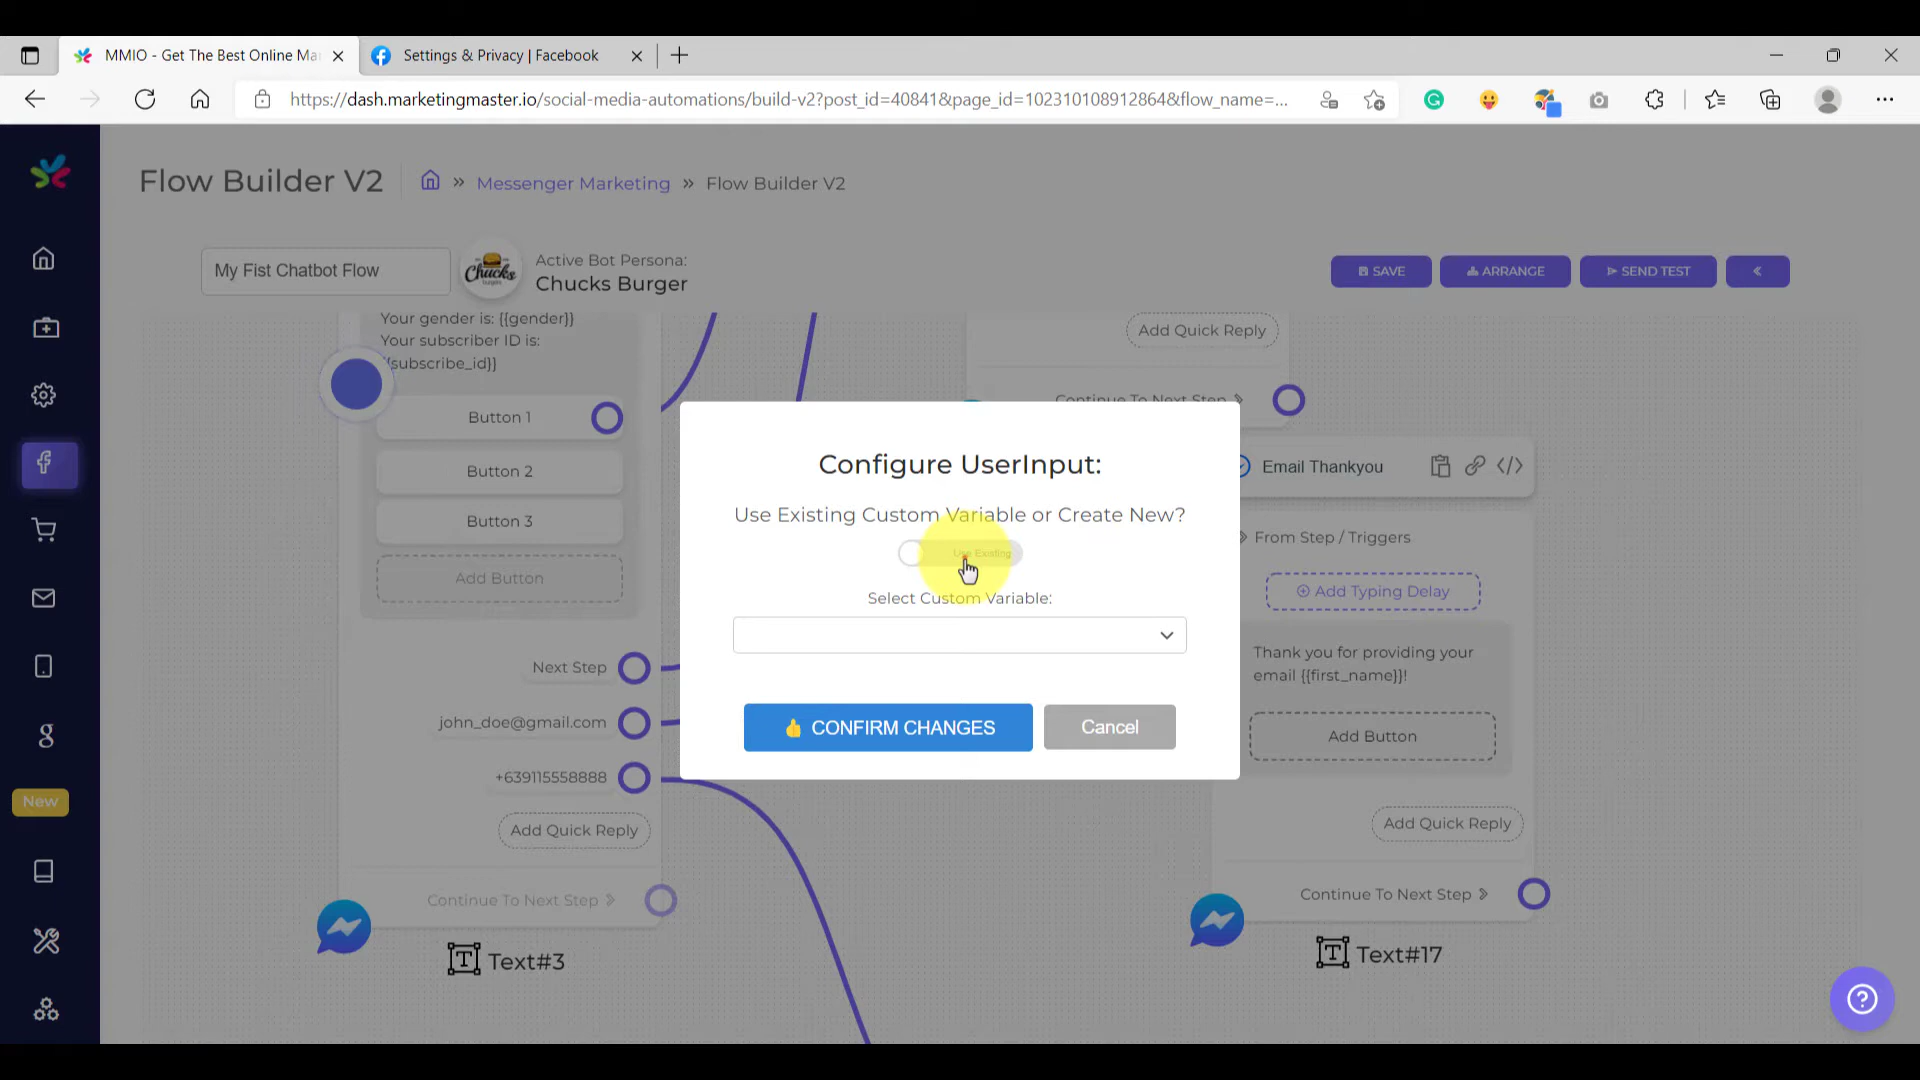 MMIO - Get The Best Online Ma
Settings & Privacy | Facebook
https://dash.marketingmaster.io/social-media-automations/build-v2?post_id=40841&page_id=102310108912864&flow_name=...
Flow Builder V2
» Messenger Marketing » Flow Builder V2
My Fist Chatbot Flow
Chucks
Active Bot Persona:
Chucks Burger
SAVE
ARRANGE
SEND TEST
«
Your gender is: {{gender}}
Your subscriber ID is:
{{subscribe_id}}
Button 1
Button 2
Button 3
Add Button
Next Step
john_doe@gmail.com
+639115558888
Add Quick Reply
Continue To Next Step
Text#3
Add Quick Reply
Continue To Next Step
Configure UserInput:
Use Existing Custom Variable or Create New?
Use Existing
Select Custom Variable:
👍 CONFIRM CHANGES
Cancel
Email Thankyou
From Step / Triggers
Add Typing Delay
Thank you for providing your
email {{first_name}}!
Add Button
Add Quick Reply
Continue To Next Step
Text#17
New